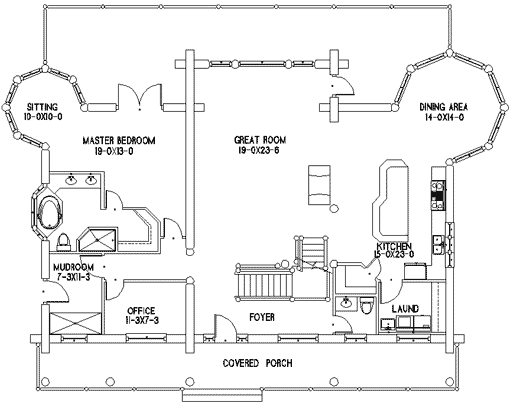 SITTING
10-0X10-0
DINING AREA
14-0X14-0
MASTER BEDROOM
19-0X13-0
GREAT ROOM
19-0X23-6
KITCHEN
15-0X23-0
MUDROOM
7-3X11-3
OFFICE
11-3X7-3
FOYER
LAUND
COVERED PORCH